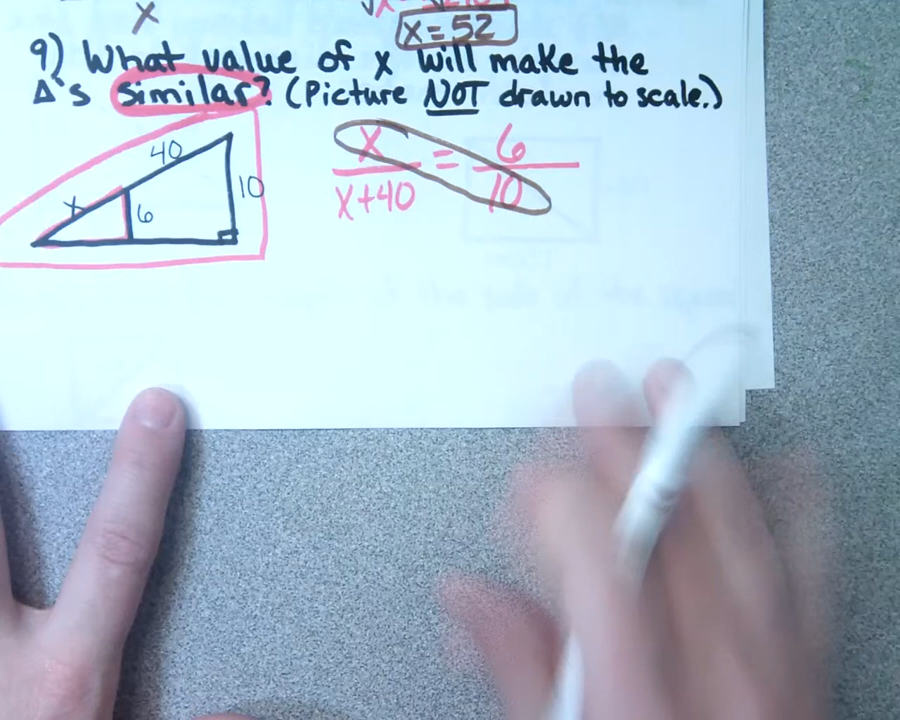 x
x = 52
9) What value of x will make the
Δ's similar? (Picture NOT drawn to scale.)
40
x
6
10
x = 6
x+40 10